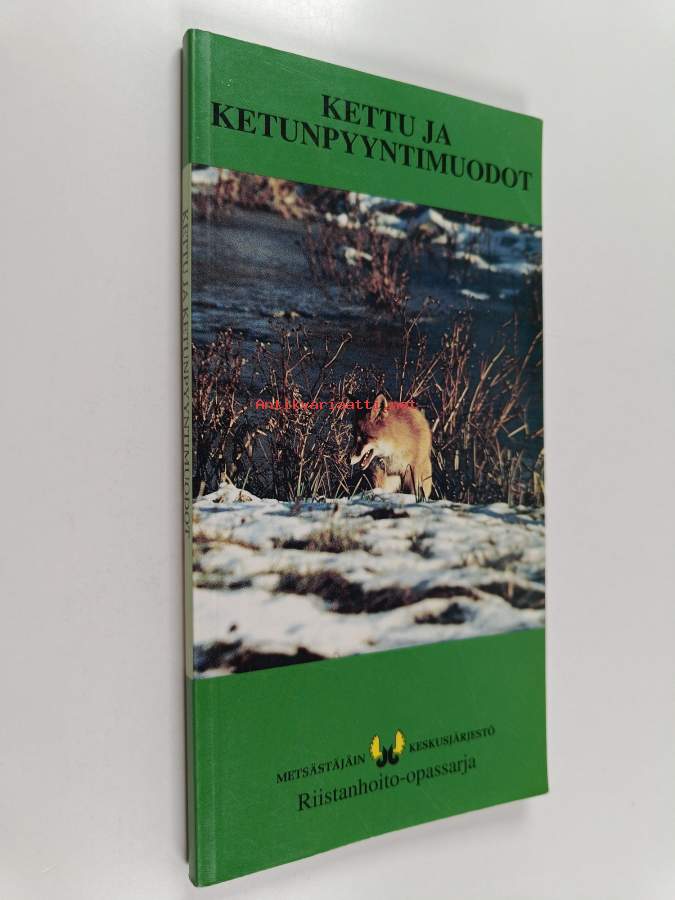 KETTU JA
KETUNPYYNTIMUODOT
KETTU JA KETUNPYYNTIMUODOT
Antikvariaatti.net
METSÄSTÄJÄIN KESKUSJÄRJESTÖ
Riistanhoito-opassarja